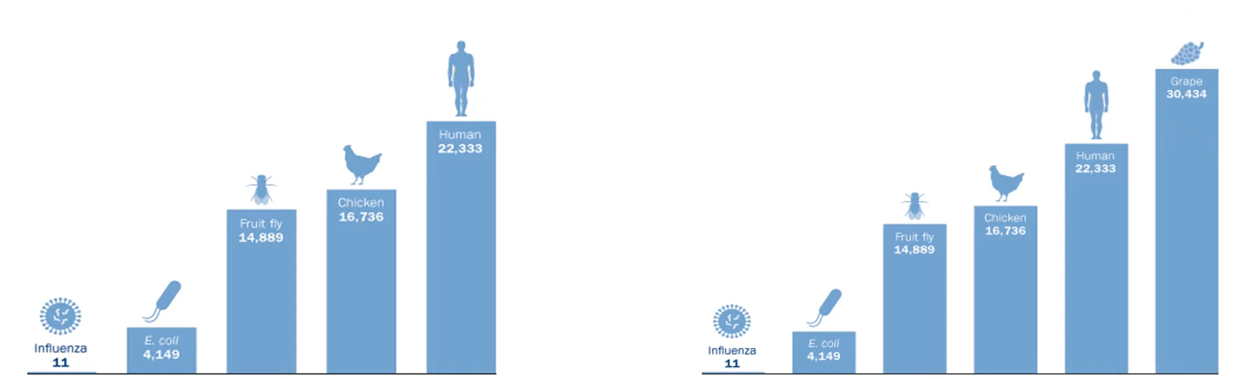 Influenza
11
E. coli
4,149
Fruit fly
14,889
Chicken
16,736
Human
22,333
Influenza
11
E. coli
4,149
Fruit fly
14,889
Chicken
16,736
Human
22,333
Grape
30,434